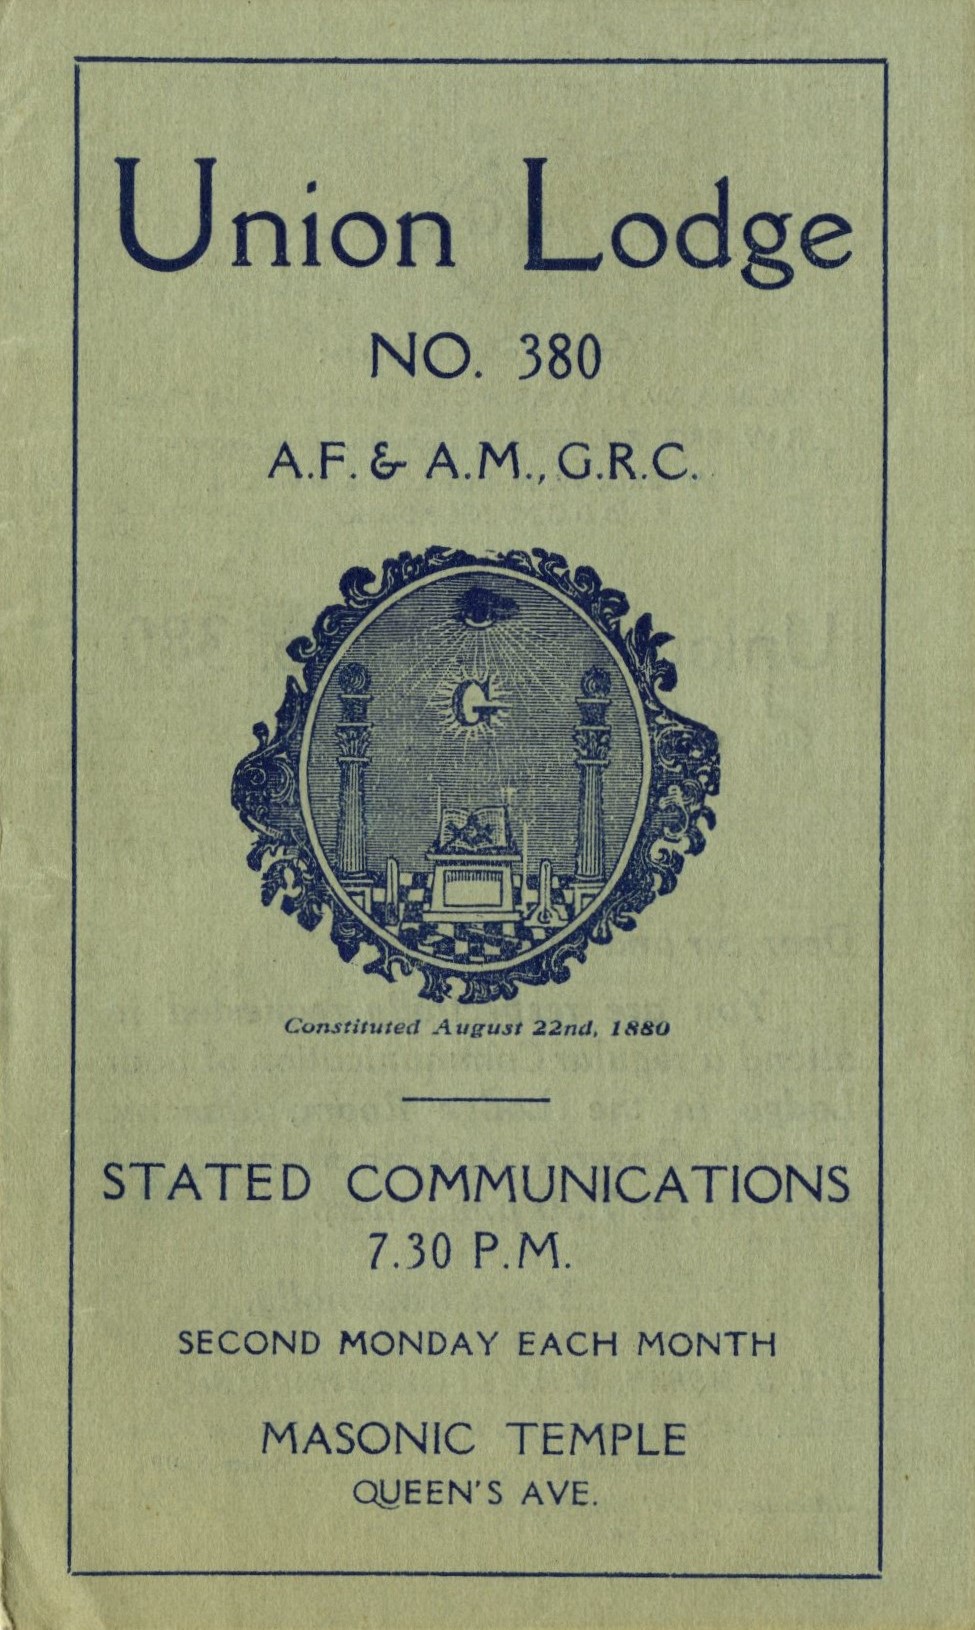 Union Lodge
NO. 380
A.F. & A.M., G.R.C.
G
Constituted August 22nd, 1880
STATED COMMUNICATIONS
7.30 P.M.
SECOND MONDAY EACH MONTH
MASONIC TEMPLE
QUEEN'S AVE.